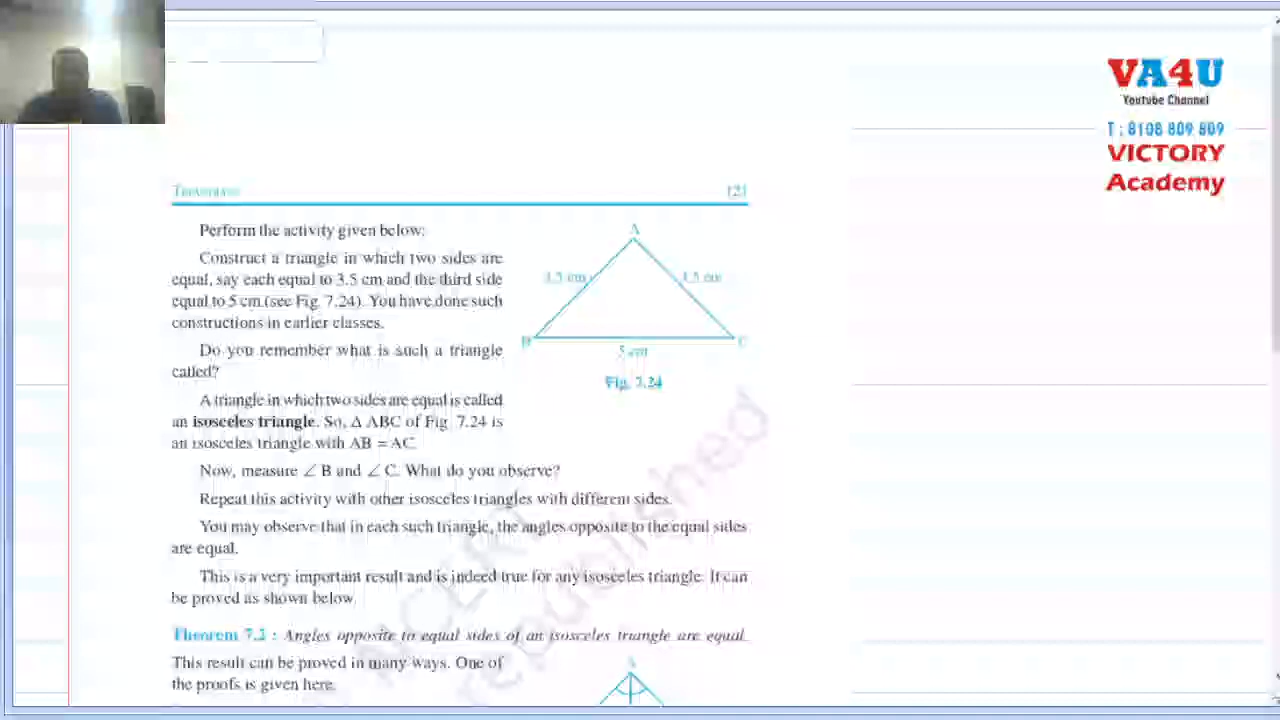 VA4U
Youtube Channel
T : 8108 809 809
VICTORY
Academy
TRIANGLES 121
Perform the activity given below:
Construct a triangle in which two sides are
equal, say each equal to 3.5 cm and the third side
equal to 5 cm (see Fig. 7.24). You have done such
constructions in earlier classes.
A
3.5 cm 3.5 cm
B C
5 cm
Fig. 7.24
Do you remember what is such a triangle
called?
A triangle in which two sides are equal is called
an isosceles triangle. So, Δ ABC of Fig. 7.24 is
an isosceles triangle with AB = AC.
Now, measure ∠ B and ∠ C. What do you observe?
Repeat this activity with other isosceles triangles with different sides.
You may observe that in each such triangle, the angles opposite to the equal sides
are equal.
This is a very important result and is indeed true for any isosceles triangle. It can
be proved as shown below.
Theorem 7.2 : Angles opposite to equal sides of an isosceles triangle are equal.
This result can be proved in many ways. One of
the proofs is given here.
A
NCERT
republished